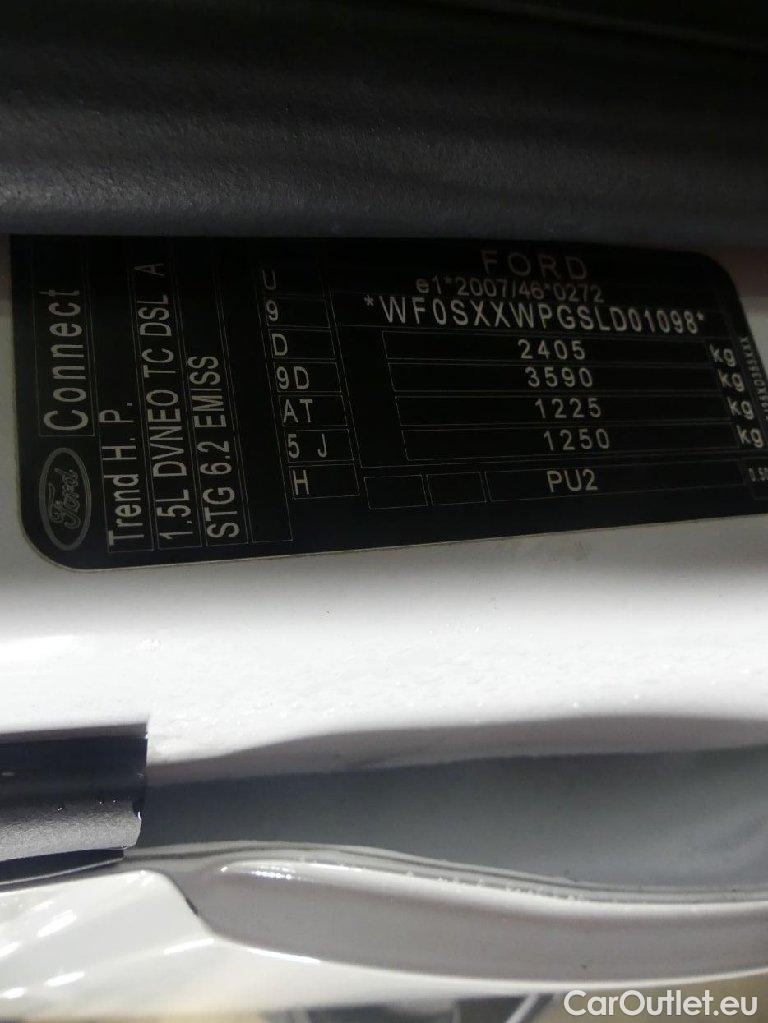 FORD
e1*2007/46*0272
*WF0SXXWPGSLD01098*
2405 kg
3590 kg
1225 kg
1250 kg
PU2
U
9
D
9D
AT
5 J
H
Ford
Connect
Trend H. P.
1.5L DVNEO TC DSL A
STG 6.2 EMISS
CarOutlet.eu